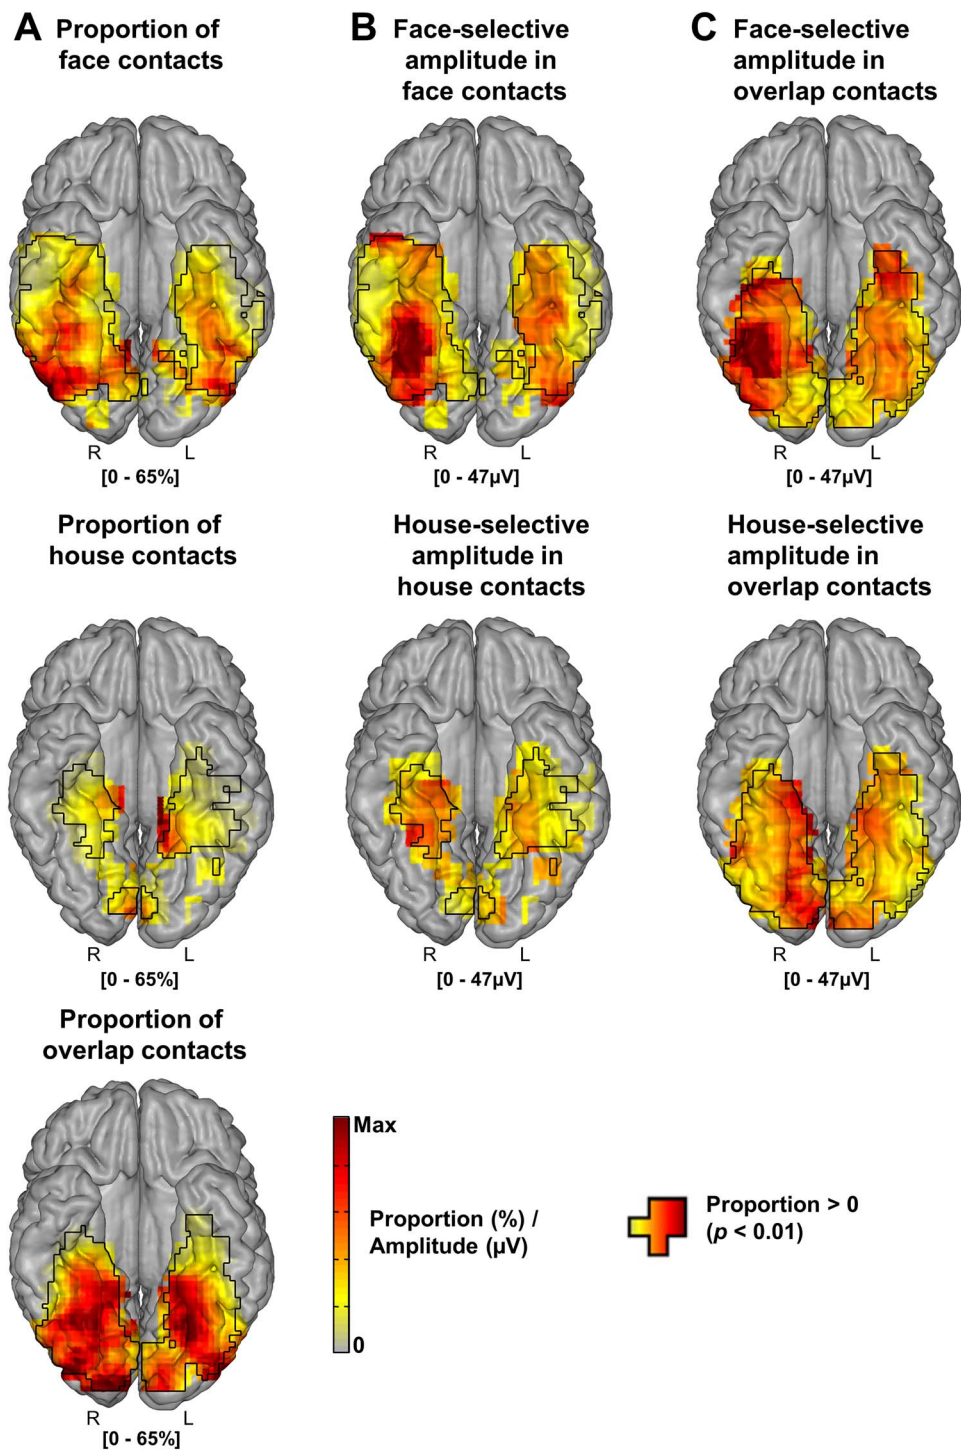 A Proportion of
face contacts
B Face-selective
amplitude in
face contacts
C Face-selective
amplitude in
overlap contacts
R L
[0 - 65%]
R L
[0 - 47µV]
R L
[0 - 47µV]
Proportion of
house contacts
House-selective
amplitude in
house contacts
House-selective
amplitude in
overlap contacts
R L
[0 - 65%]
R L
[0 - 47µV]
R L
[0 - 47µV]
Proportion of
overlap contacts
R L
[0 - 65%]
Max
Proportion (%) /
Amplitude (µV)
0
Proportion > 0
(p < 0.01)